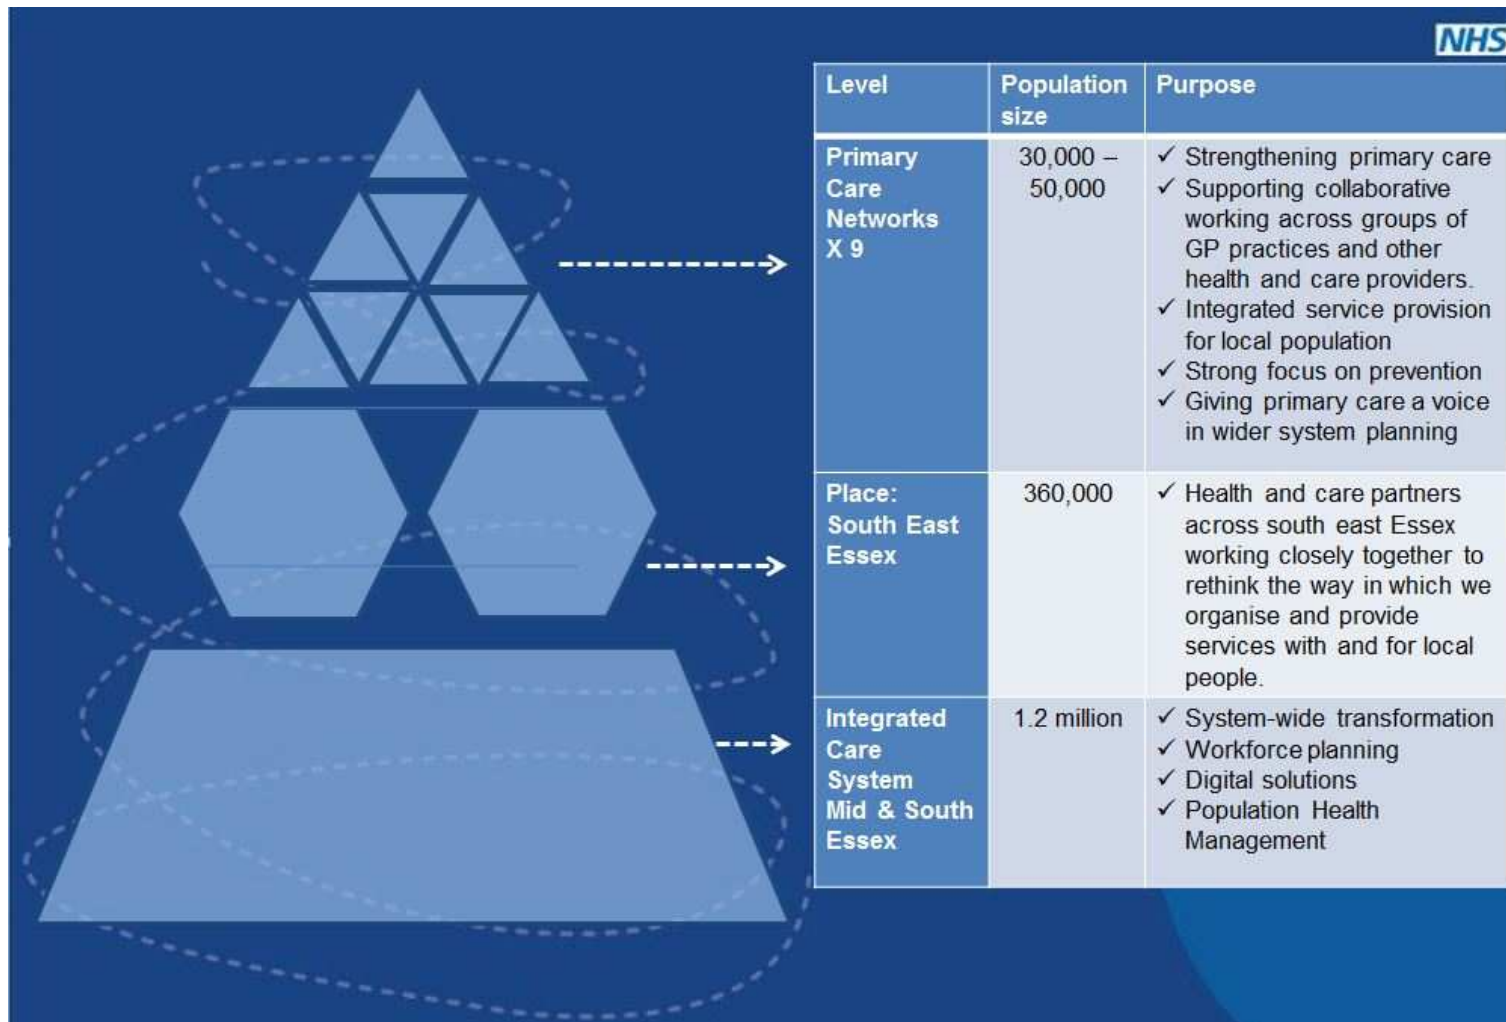 NHS
Level
Population
size
Purpose
Primary
Care
Networks
X 9
30,000 –
50,000
✓ Strengthening primary care
✓ Supporting collaborative
working across groups of
GP practices and other
health and care providers.
✓ Integrated service provision
for local population
✓ Strong focus on prevention
✓ Giving primary care a voice
in wider system planning
Place:
South East
Essex
360,000
✓ Health and care partners
across south east Essex
working closely together to
rethink the way in which we
organise and provide
services with and for local
people.
Integrated
Care
System
Mid & South
Essex
1.2 million
✓ System-wide transformation
✓ Workforce planning
✓ Digital solutions
✓ Population Health
Management